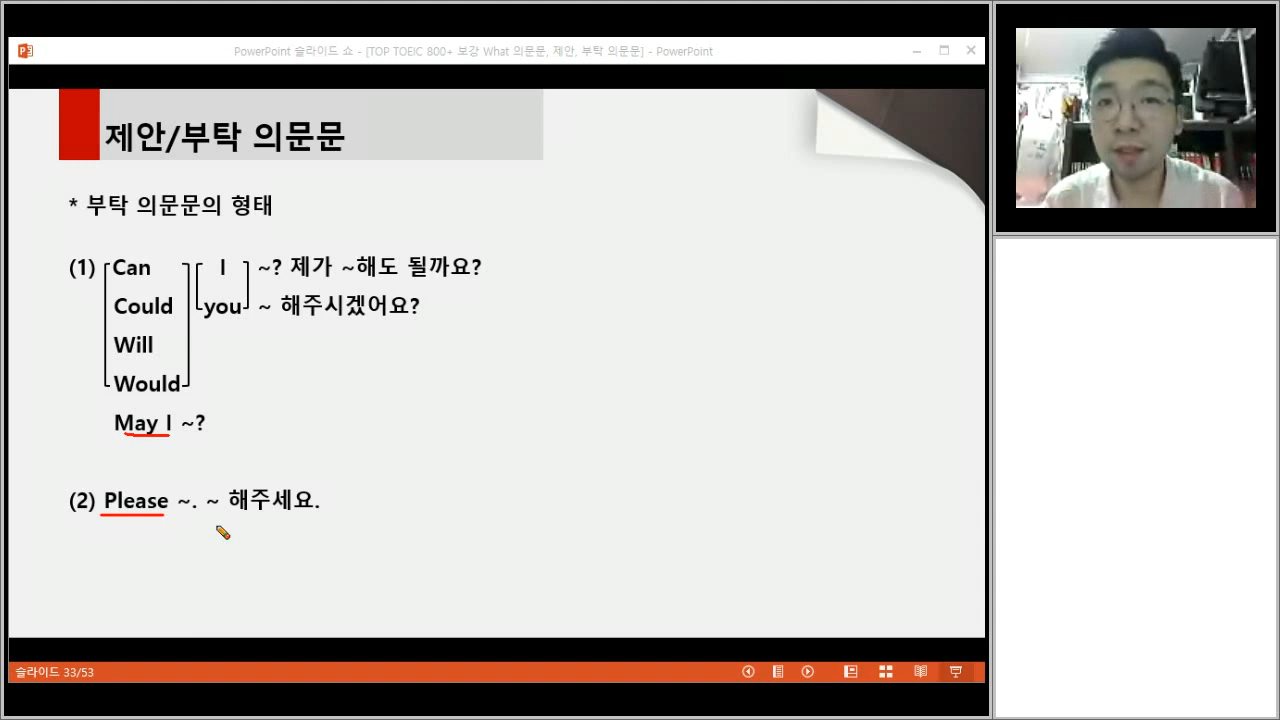 PowerPoint 슬라이드 쇼 - [TOP TOEIC 800+ 보강 What 의문문, 제안, 부탁 의문문] - PowerPoint
제안/부탁 의문문
* 부탁 의문문의 형태
(1) Can I ~? 제가 ~해도 될까요?
Could you ~ 해주시겠어요?
Will
Would
May I ~?
(2) Please ~. ~ 해주세요.
슬라이드 33/53